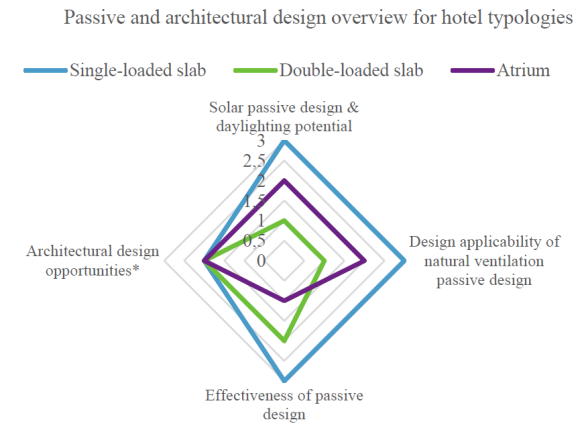 Passive and architectural design overview for hotel typologies
Single-loaded slab
Double-loaded slab
Atrium
Solar passive design &
daylighting potential
3
2,5
2
1,5
1
0,5
0
Design applicability of
natural ventilation
passive design
Architectural design
opportunities*
Effectiveness of passive
design